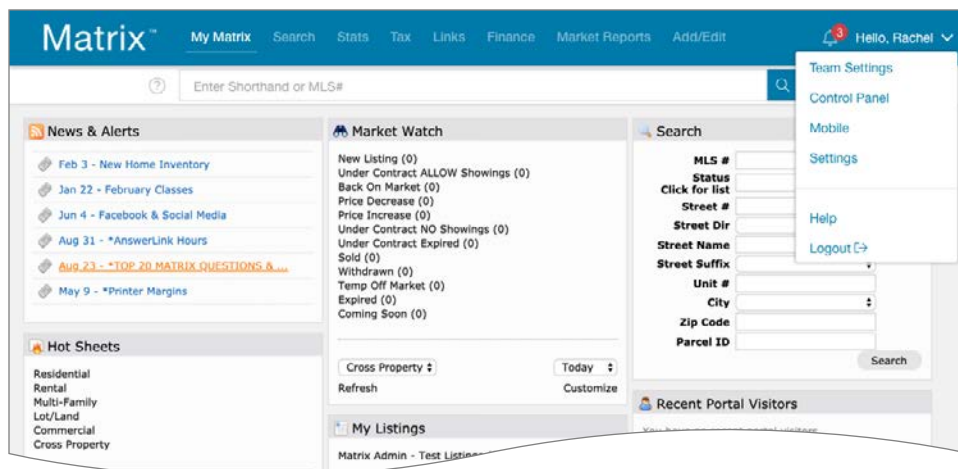 Matrix™
My Matrix Search Stats Tax Links Finance Market Reports Add/Edit
3 Hello, Rachel
Enter Shorthand or MLS#
Team Settings
Control Panel
Mobile
Settings
Help
Logout
News & Alerts
Feb 3 - New Home Inventory
Jan 22 - February Classes
Jun 4 - Facebook & Social Media
Aug 31 - *AnswerLink Hours
Aug 23 - *TOP 20 MATRIX QUESTIONS & ...
May 9 - *Printer Margins
Hot Sheets
Residential
Rental
Multi-Family
Lot/Land
Commercial
Cross Property
Market Watch
New Listing (0)
Under Contract ALLOW Showings (0)
Back On Market (0)
Price Decrease (0)
Price Increase (0)
Under Contract NO Showings (0)
Under Contract Expired (0)
Sold (0)
Withdrawn (0)
Temp Off Market (0)
Expired (0)
Coming Soon (0)
Cross Property Today
Refresh Customize
My Listings
Matrix Admin - Test Listings
Search
MLS #
Status
Click for list
Street #
Street Dir
Street Name
Street Suffix
Unit #
City
Zip Code
Parcel ID
Search
Recent Portal Visitors